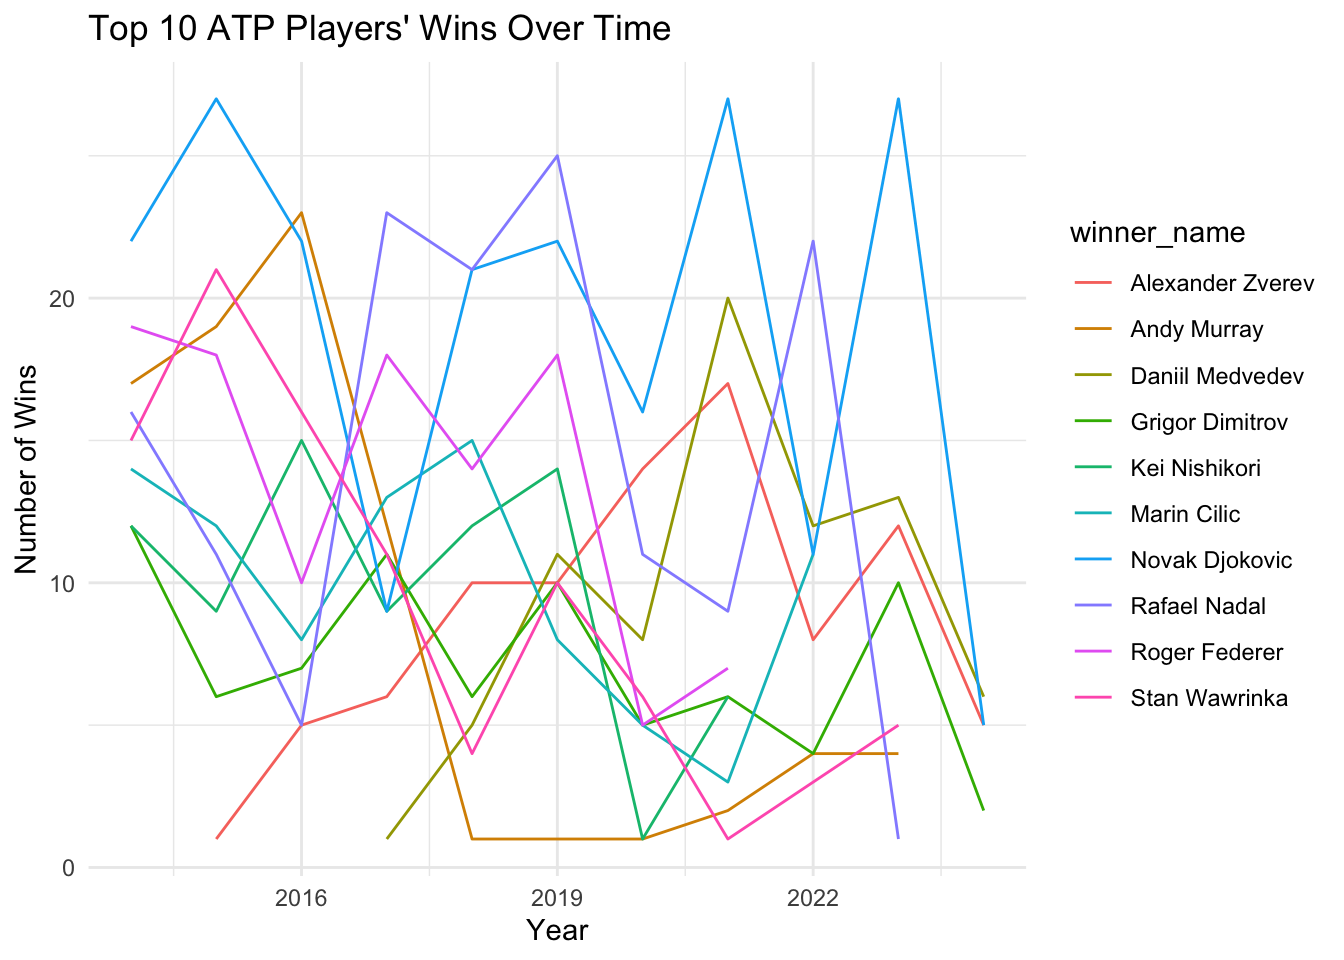 Top 10 ATP Players' Wins Over Time
Number of Wins
20
10
0
2016
2019
2022
Year
winner_name
Alexander Zverev
Andy Murray
Daniil Medvedev
Grigor Dimitrov
Kei Nishikori
Marin Cilic
Novak Djokovic
Rafael Nadal
Roger Federer
Stan Wawrinka